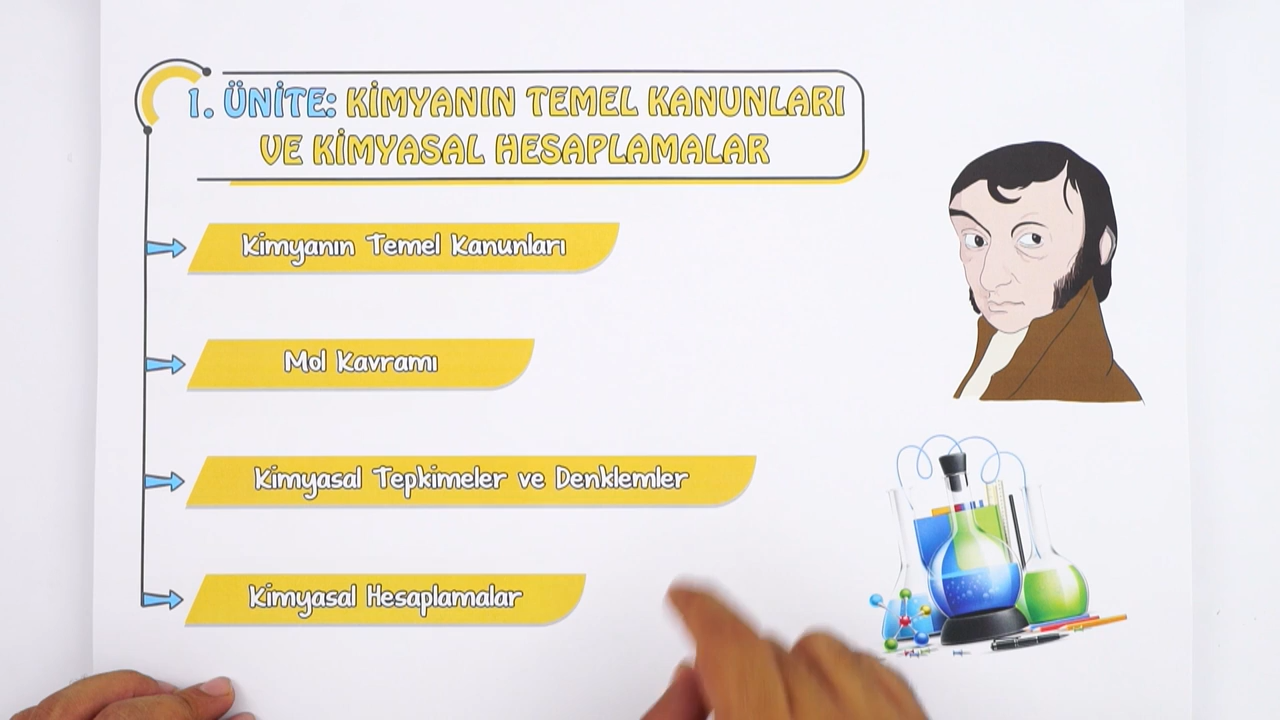 1. ÜNİTE: KİMYANIN TEMEL KANUNLARI
VE KİMYASAL HESAPLAMALAR
Kimyanın Temel Kanunları
Mol Kavramı
Kimyasal Tepkimeler ve Denklemler
Kimyasal Hesaplamalar